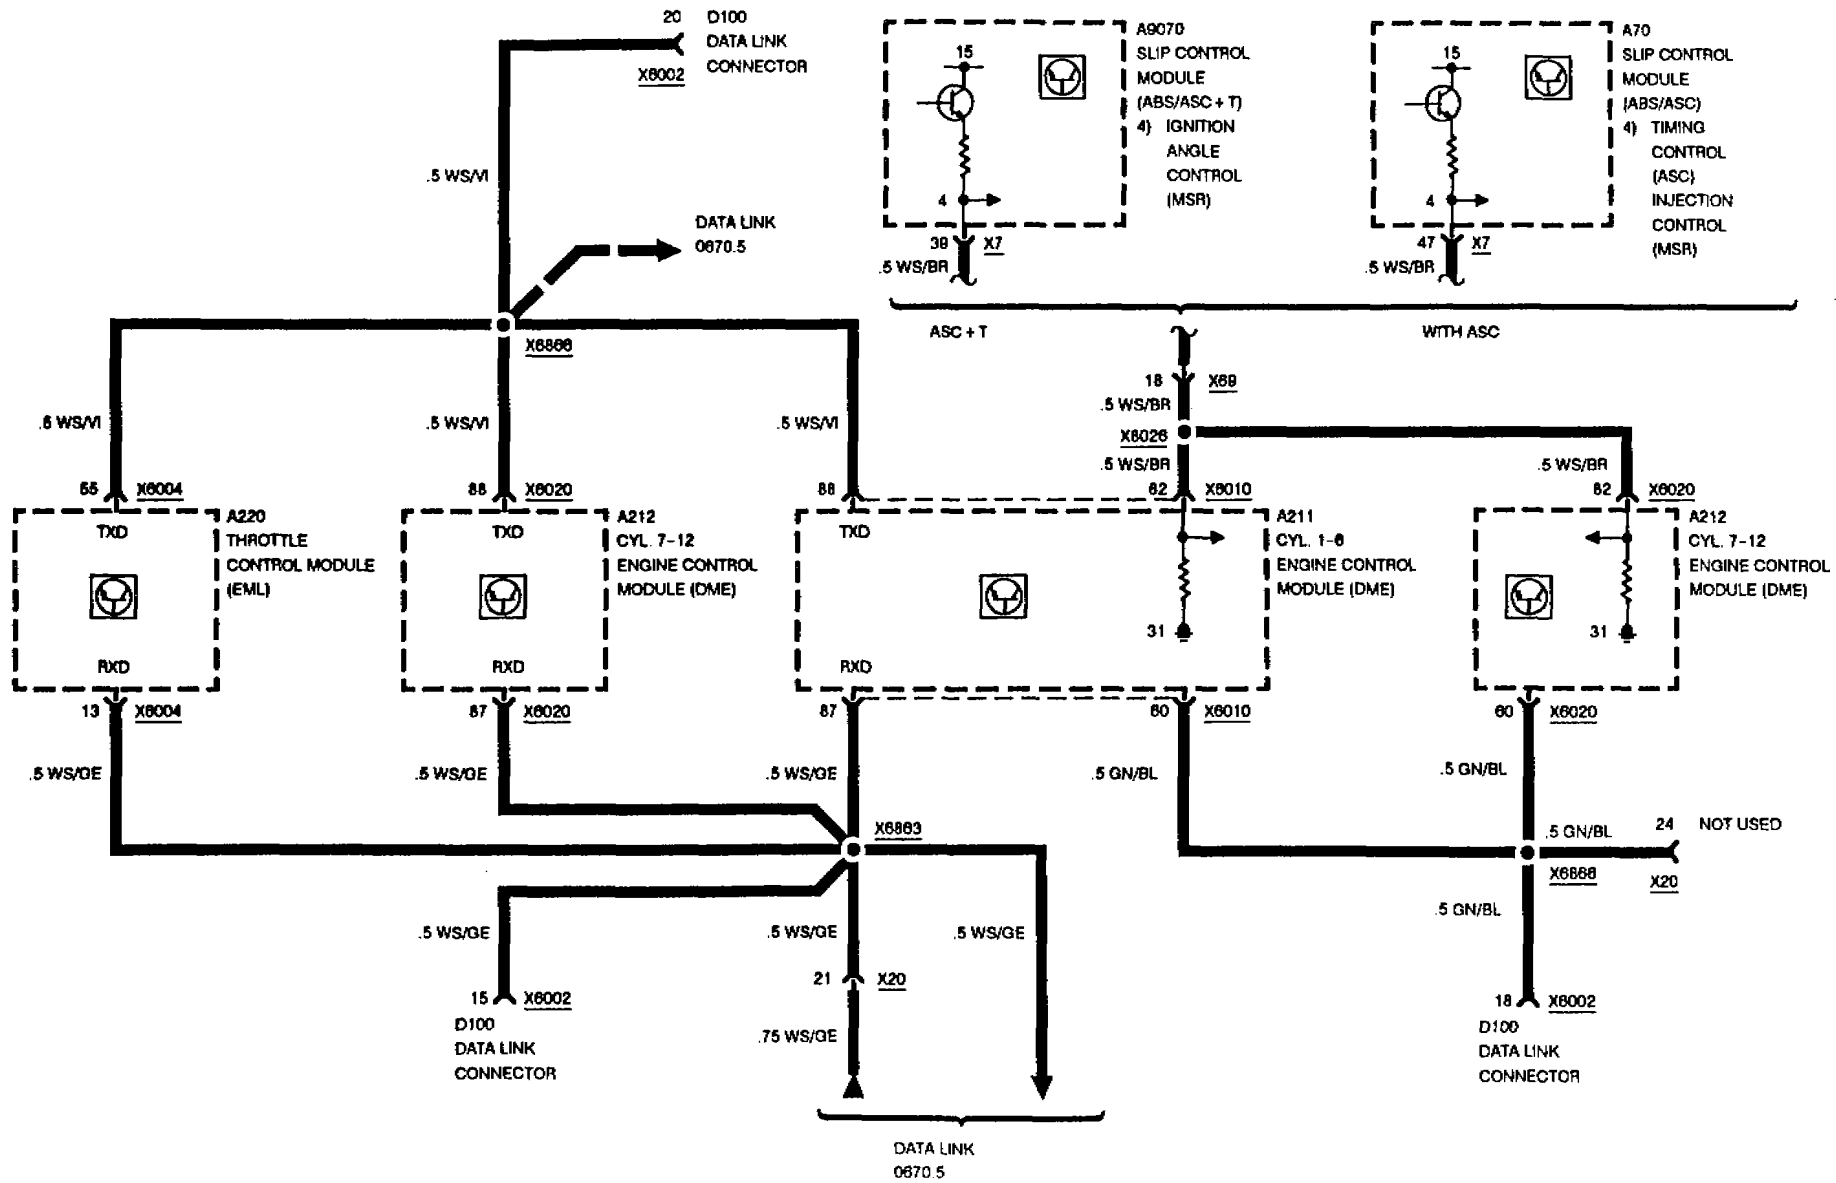 20 D100
DATA LINK
CONNECTOR
X6002
.5 WS/VI
DATA LINK
0670.5
X6866
A9070
SLIP CONTROL
MODULE
(ABS/ASC + T)
4) IGNITION
ANGLE
CONTROL
(MSR)
15
4
39 X7
.5 WS/BR
A70
SLIP CONTROL
MODULE
(ABS/ASC)
4) TIMING
CONTROL
(ASC)
INJECTION
CONTROL
(MSR)
15
4
47 X7
.5 WS/BR
ASC + T
WITH ASC
18 X69
.5 WS/BR
X6026
.5 WS/BR
.5 WS/BR
.5 WS/VI
.5 WS/VI
.5 WS/VI
55 X6004
88 X6020
88
62 X6010
62 X6020
TXD
A220
THROTTLE
CONTROL MODULE
(EML)
RXD
TXD
A212
CYL. 7-12
ENGINE CONTROL
MODULE (DME)
RXD
TXD
A211
CYL. 1-6
ENGINE CONTROL
MODULE (DME)
31
RXD
A212
CYL. 7-12
ENGINE CONTROL
MODULE (DME)
31
13 X6004
87 X6020
87
60 X6010
60 X6020
.5 WS/GE
.5 WS/GE
.5 WS/GE
.5 GN/BL
.5 GN/BL
X6863
.5 GN/BL
24 NOT USED
X6868
X20
.5 WS/GE
.5 WS/GE
.5 WS/GE
.5 GN/BL
15 X6002
D100
DATA LINK
CONNECTOR
21 X20
.75 WS/GE
18 X6002
D100
DATA LINK
CONNECTOR
DATA LINK
0670.5